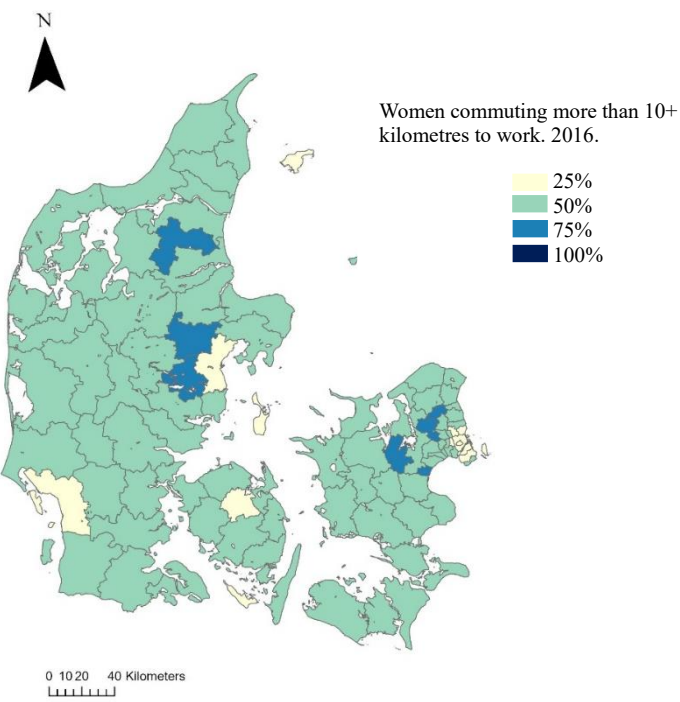 N
Women commuting more than 10+
kilometres to work. 2016.
25%
50%
75%
100%
0 10 20 40 Kilometers